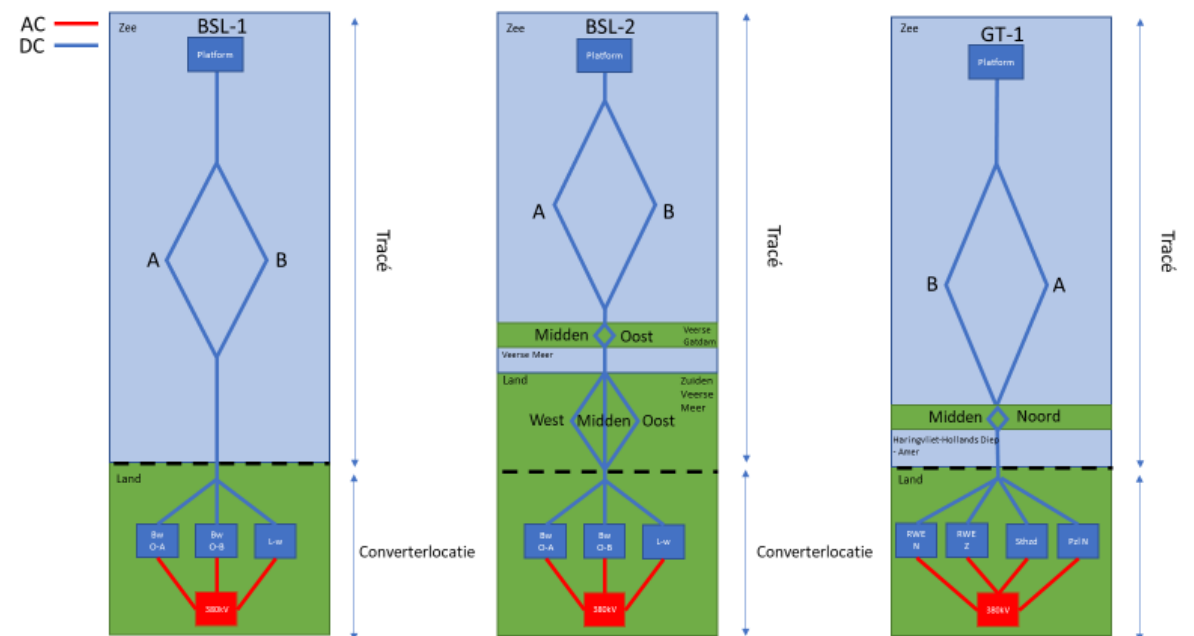 AC
DC
Zee
BSL-1
Platform
A
B
Tracé
Land
Bw
O-A
Bw
O-B
L-w
380kV
Converterlocatie
Zee
BSL-2
Platform
A
B
Midden
Oost
Veerse
Gatdam
Veerse Meer
Land
Zuiden
Veerse
Meer
West
Midden
Oost
Tracé
Bw
O-A
Bw
O-B
L-w
380kV
Converterlocatie
Zee
GT-1
Platform
B
A
Midden
Noord
Haringvliet-Hollands Diep
- Amer
Tracé
Land
RWE
N
RWE
Z
Sthzd
Pzl N
380kV